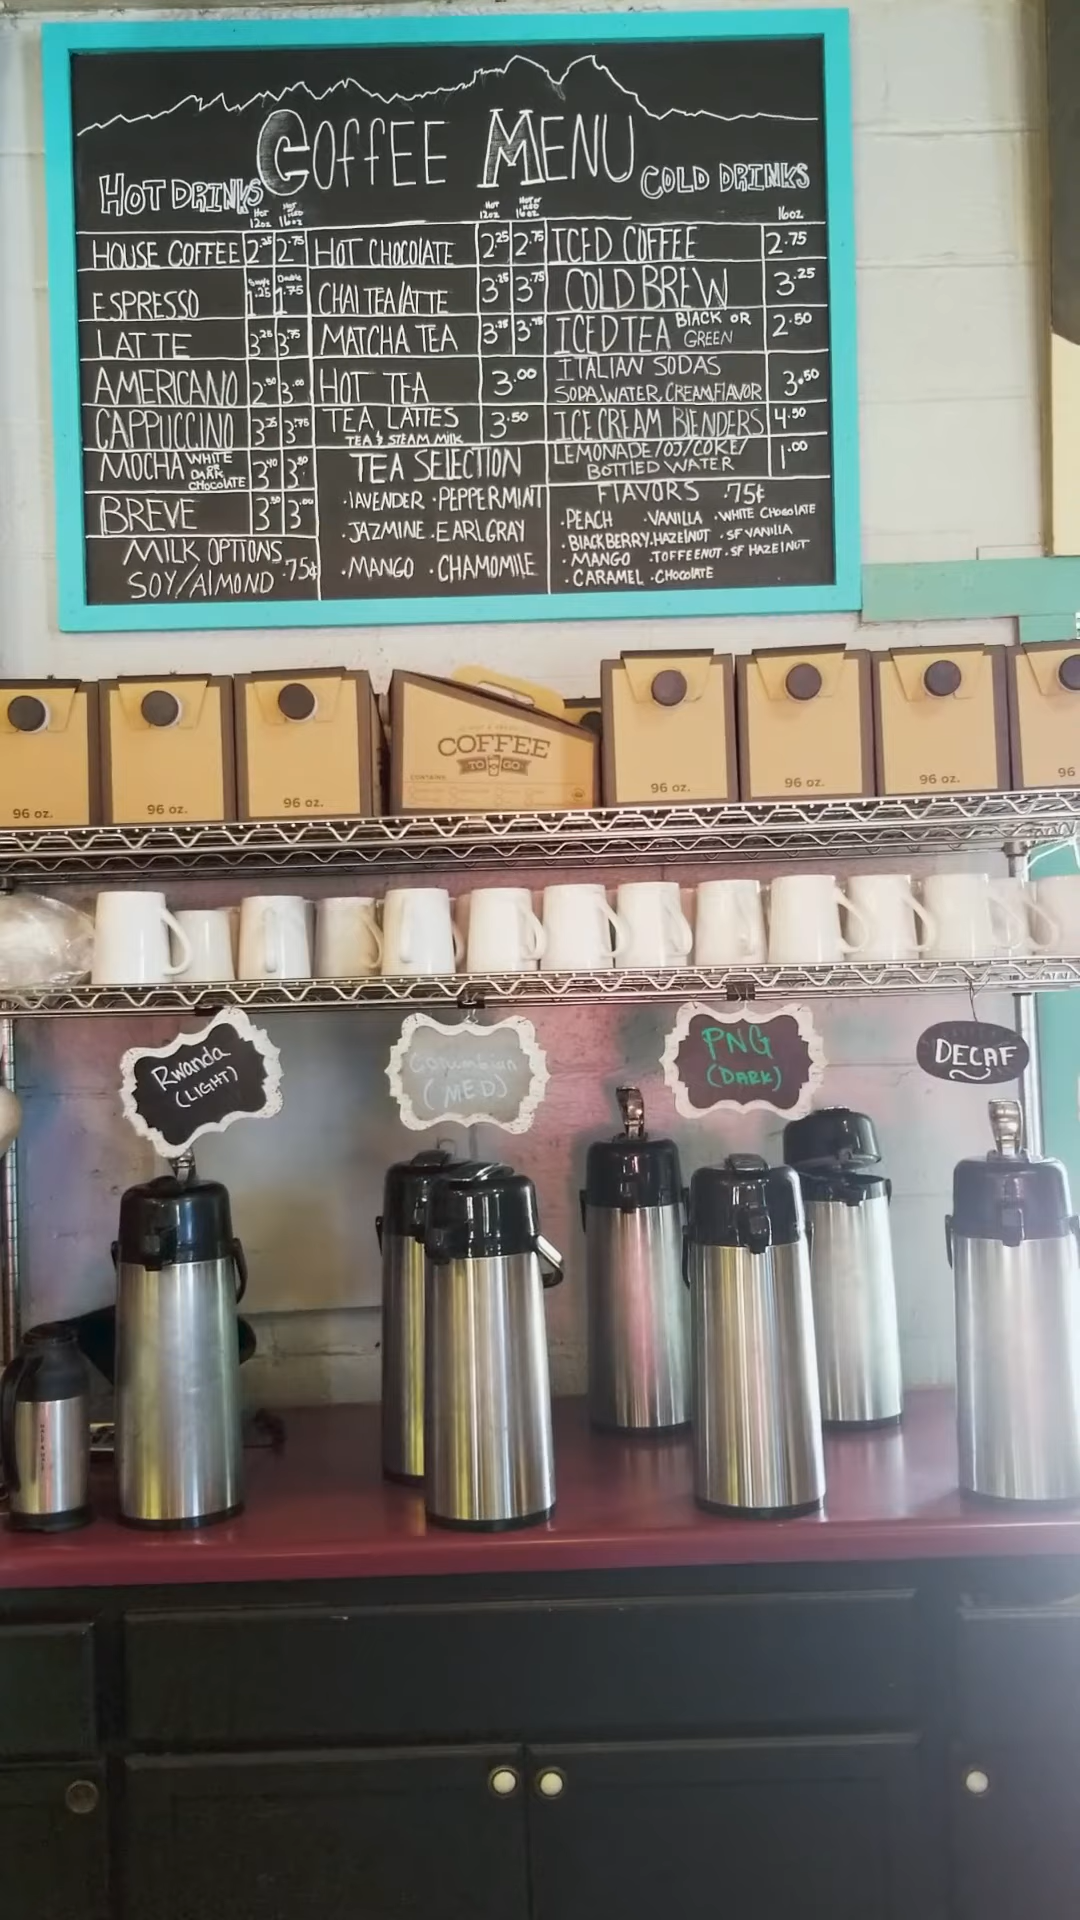 COFFEE MENU
HOT DRINKS
COLD DRINKS
HOT 12oz HOT ICED 16oz
HOUSE COFFEE 2.25 2.75
ESPRESSO Single 1.25 Double 1.75
LATTE 3.25 3.75
AMERICANO 2.50 3.00
CAPPUCCINO 3.25 3.75
MOCHA WHITE OR DARK CHOCOLATE 3.40
BREVE
MILK OPTIONS
SOY/ALMOND .75¢
HOT 12oz HOT or ICED 16oz
HOT CHOCOLATE 2.25 2.75
CHAI TEA LATTE 3.25 3.75
MATCHA TEA 3.25 3.75
HOT TEA 3.00
TEA LATTES 3.50
TEA & STEAM MILK
TEA SELECTION
·LAVENDER ·PEPPERMINT
·JAZMINE ·EARL GRAY
·MANGO ·CHAMOMILE
16oz
ICED COFFEE 2.75
COLD BREW 3.25
ICED TEA BLACK OR GREEN 2.50
ITALIAN SODAS
SODA WATER, CREAM, FLAVOR 3.50
ICE CREAM BLENDERS 4.50
LEMONADE/OJ/COKE/
BOTTLED WATER 1.00
FLAVORS .75¢
·PEACH ·VANILLA ·WHITE CHOCOLATE
·BLACKBERRY ·HAZELNUT ·SF VANILLA
·MANGO ·TOFFEENUT ·SF HAZELNUT
·CARAMEL ·CHOCOLATE
96 oz.
96 oz.
96 oz.
COFFEE
TO GO
96 oz.
96 oz.
96 oz.
96
Rwanda
(LIGHT)
Columbian
(MED)
PNG
(DARK)
DECAF